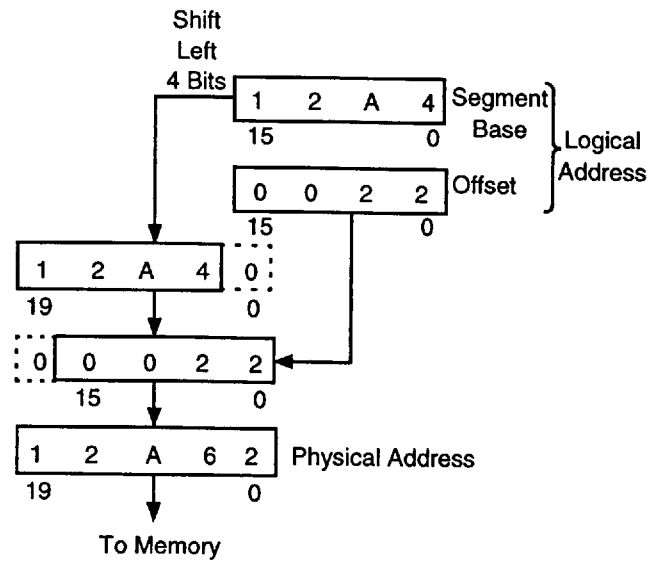 Shift
Left
4 Bits
1 2 A 4
Segment
Base
15 0
Logical
Address
0 0 2 2
Offset
15 0
1 2 A 4 0
19 0
0 0 0 2 2
15 0
1 2 A 6 2
Physical Address
19 0
To Memory